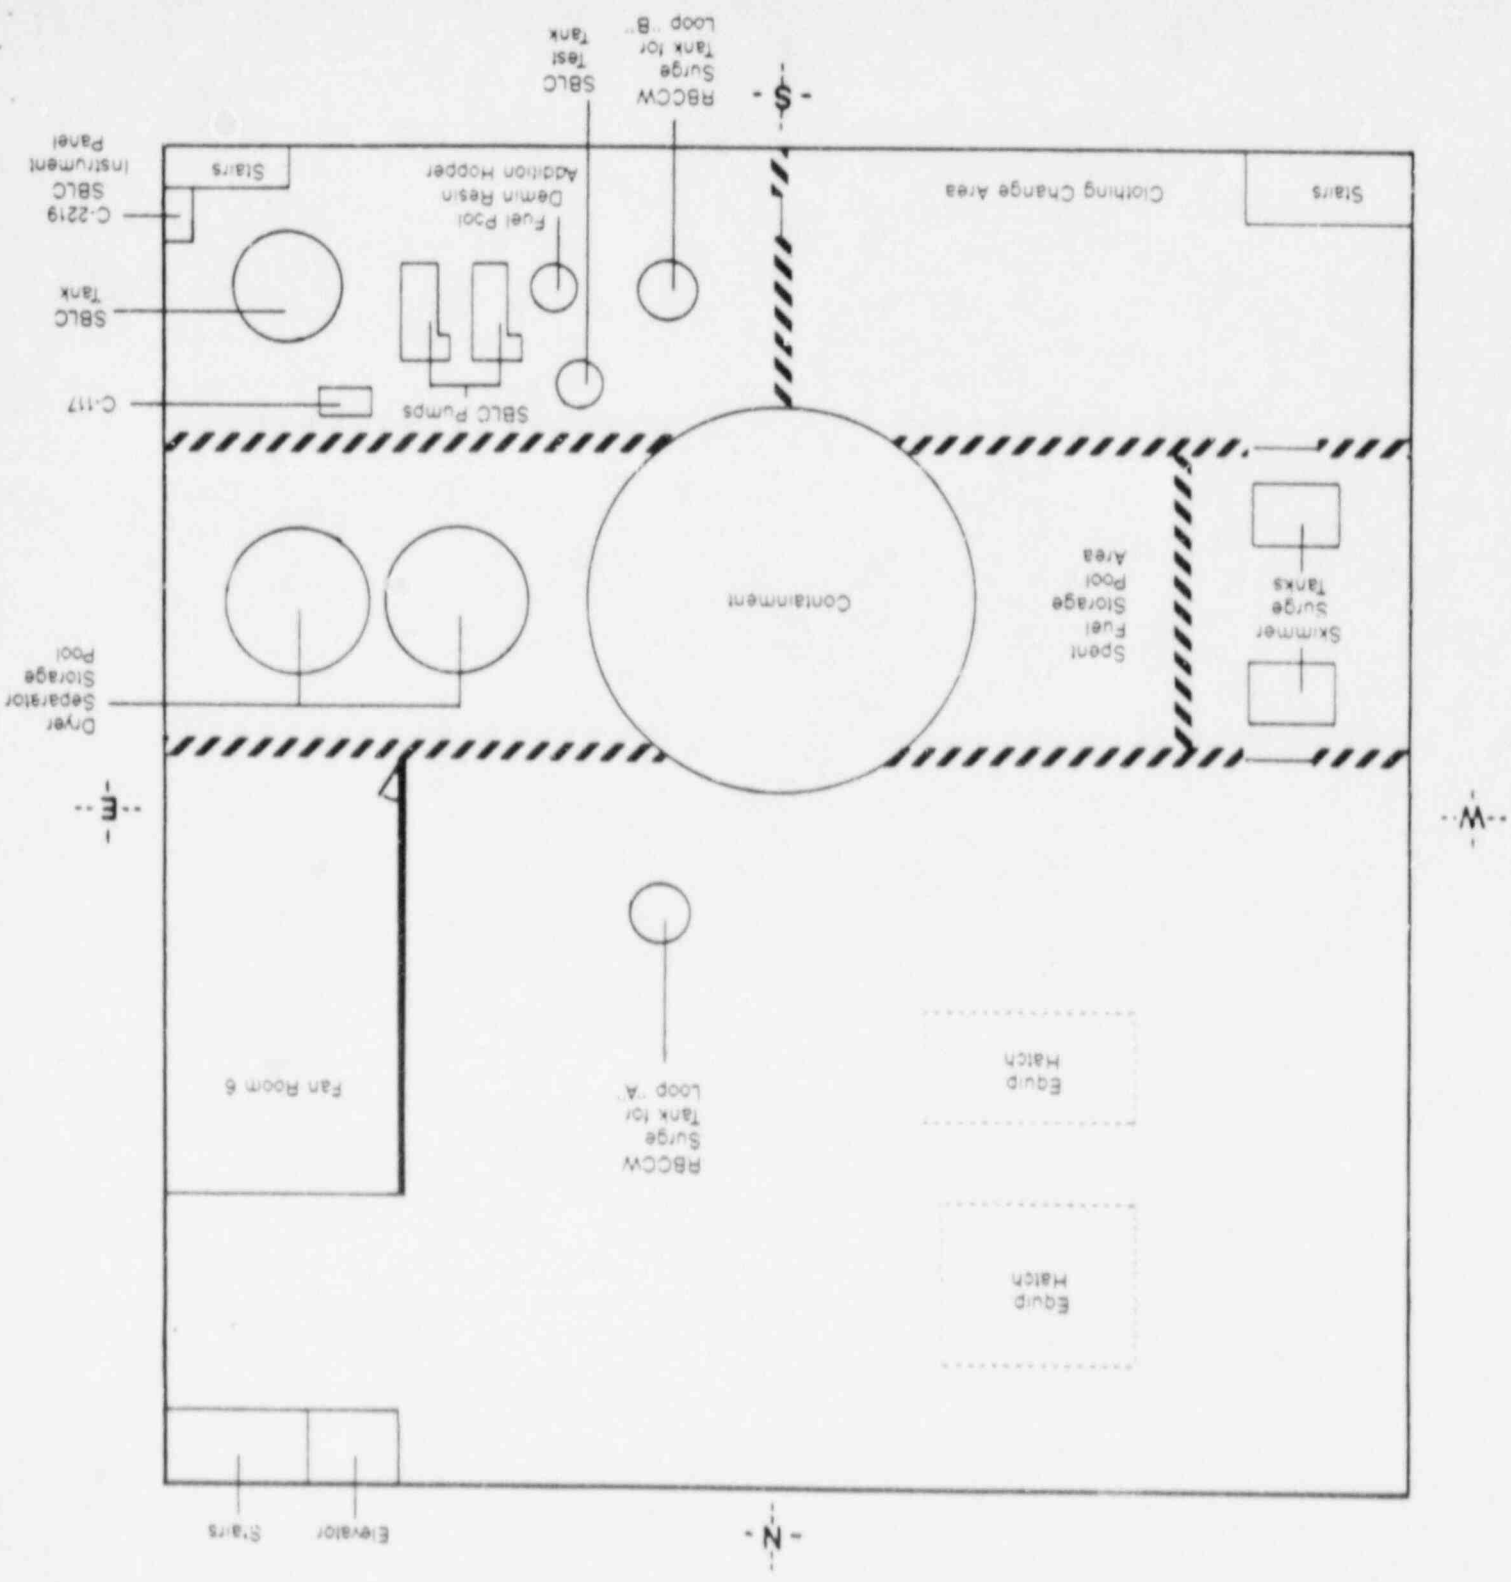 Stairs
Elevator
- N -
Equip.
Hatch
RBCCW
Surge
Tank for
Loop "A"
Equip.
Hatch
Fan Room 6
--W--
--E--
Dryer
Separator
Storage
Pool
Skimmer
Surge
Tanks
Spent
Fuel
Storage
Pool
Area
Containment
SBLC Pumps
C-117
SBLC
Tank
Fuel Pool
Demin Resin
Addition Hopper
C-2219
SBLC
Instrument
Panel
Stairs
Clothing Change Area
Stairs
- S -
RBCCW
Surge
Tank for
Loop "B"
SBLC
Test
Tank